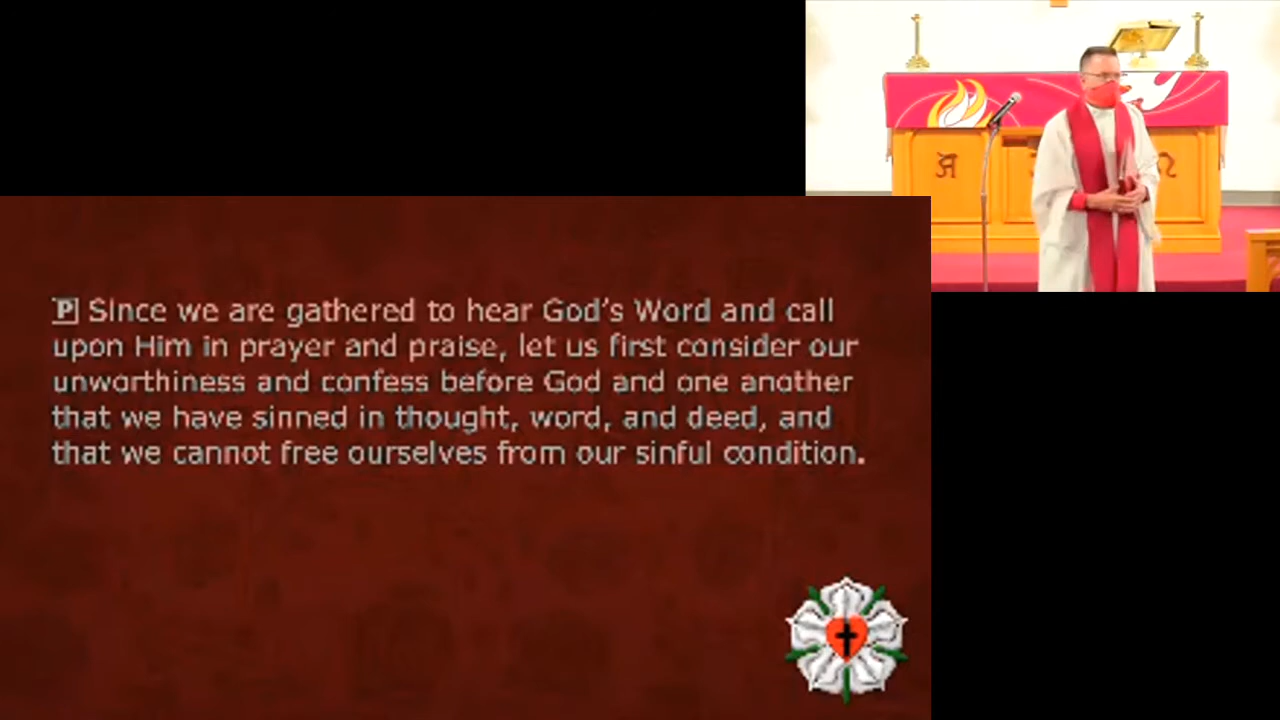 P Since we are gathered to hear God's Word and call
upon Him in prayer and praise, let us first consider our
unworthiness and confess before God and one another
that we have sinned in thought, word, and deed, and
that we cannot free ourselves from our sinful condition.
Ω